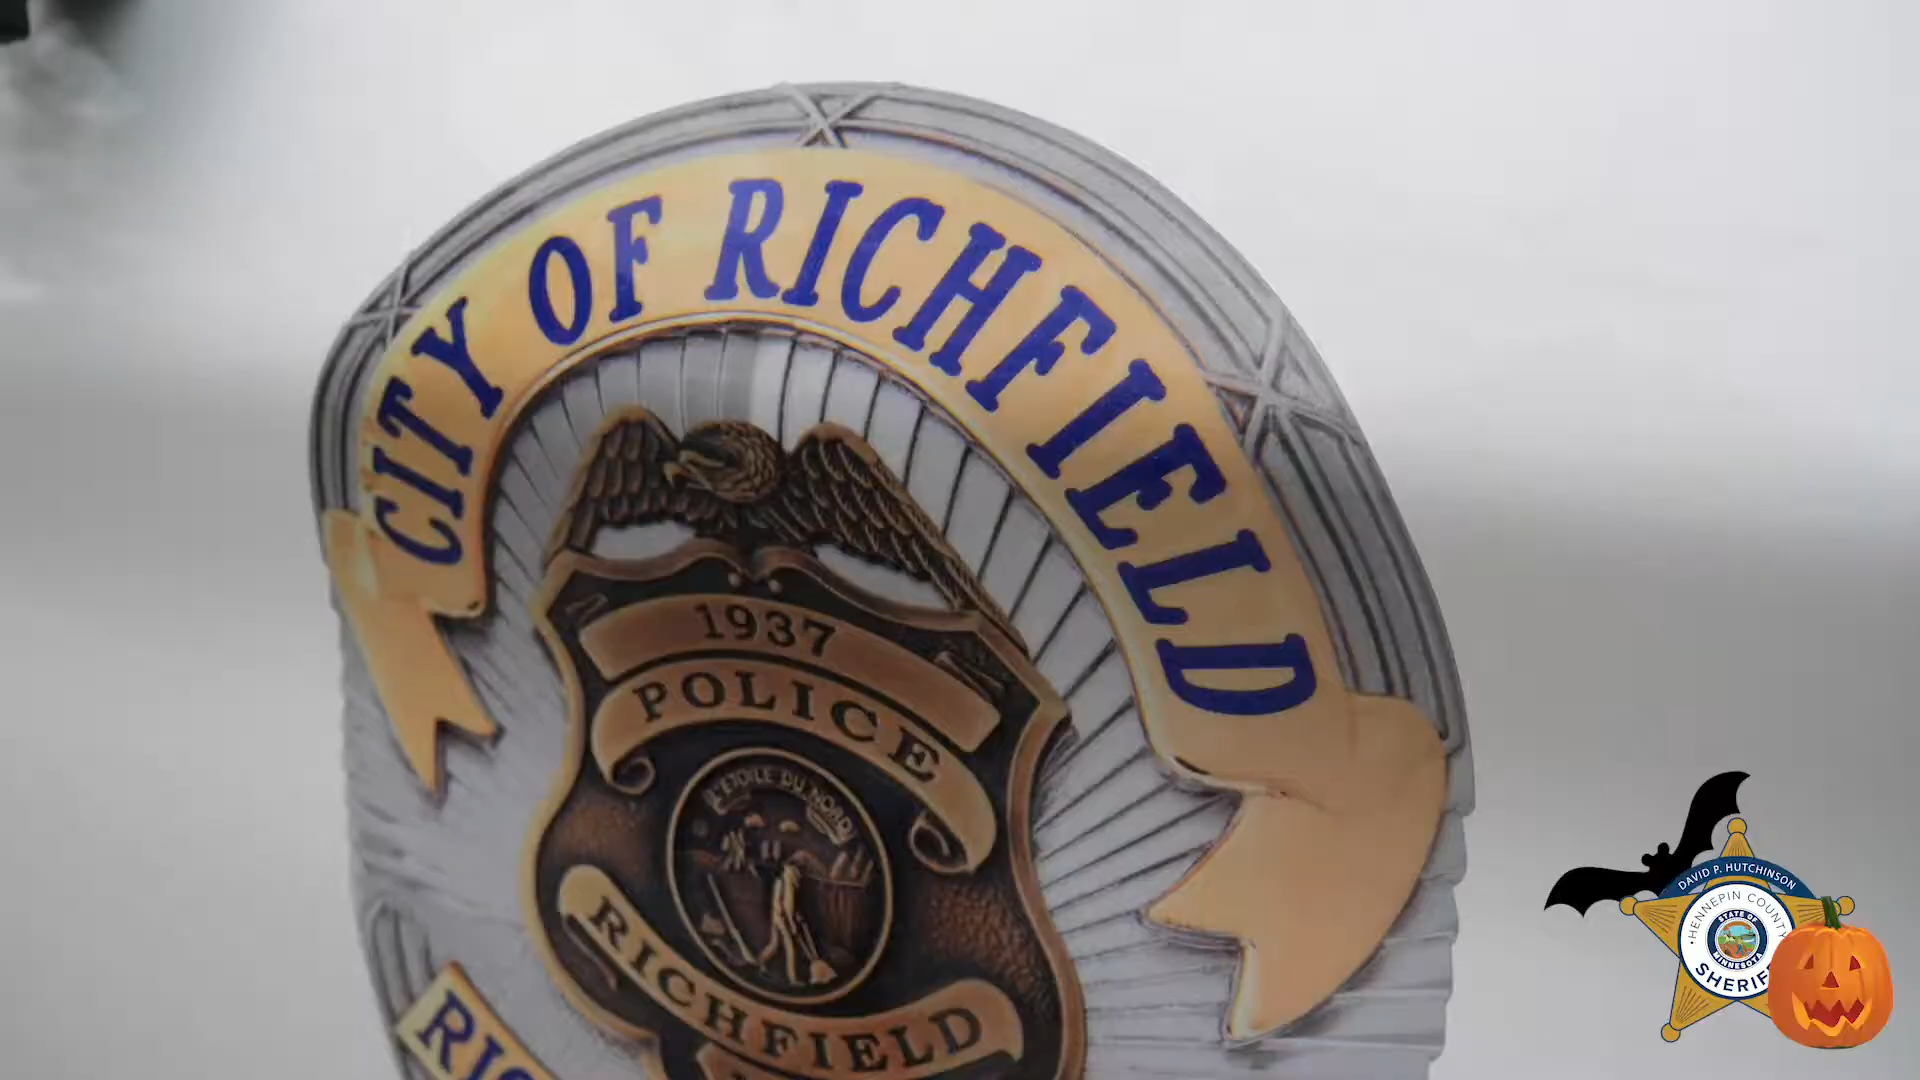 CITY OF RICHFIELD
1937
POLICE
L'ETOILE DU NORD
RICHFIELD
DAVID P. HUTCHINSON
HENNEPIN COUNTY
STATE OF
MINNESOTA
SHERIFF